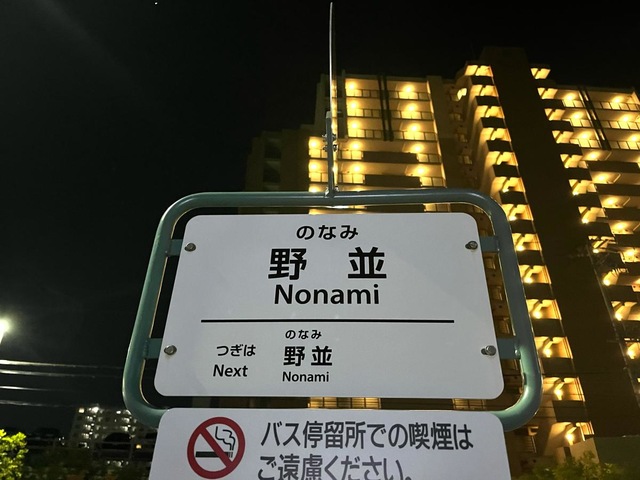 のなみ
野並
Nonami
のなみ
つぎは 野並
Next Nonami
バス停留所での喫煙は
ご遠慮ください。